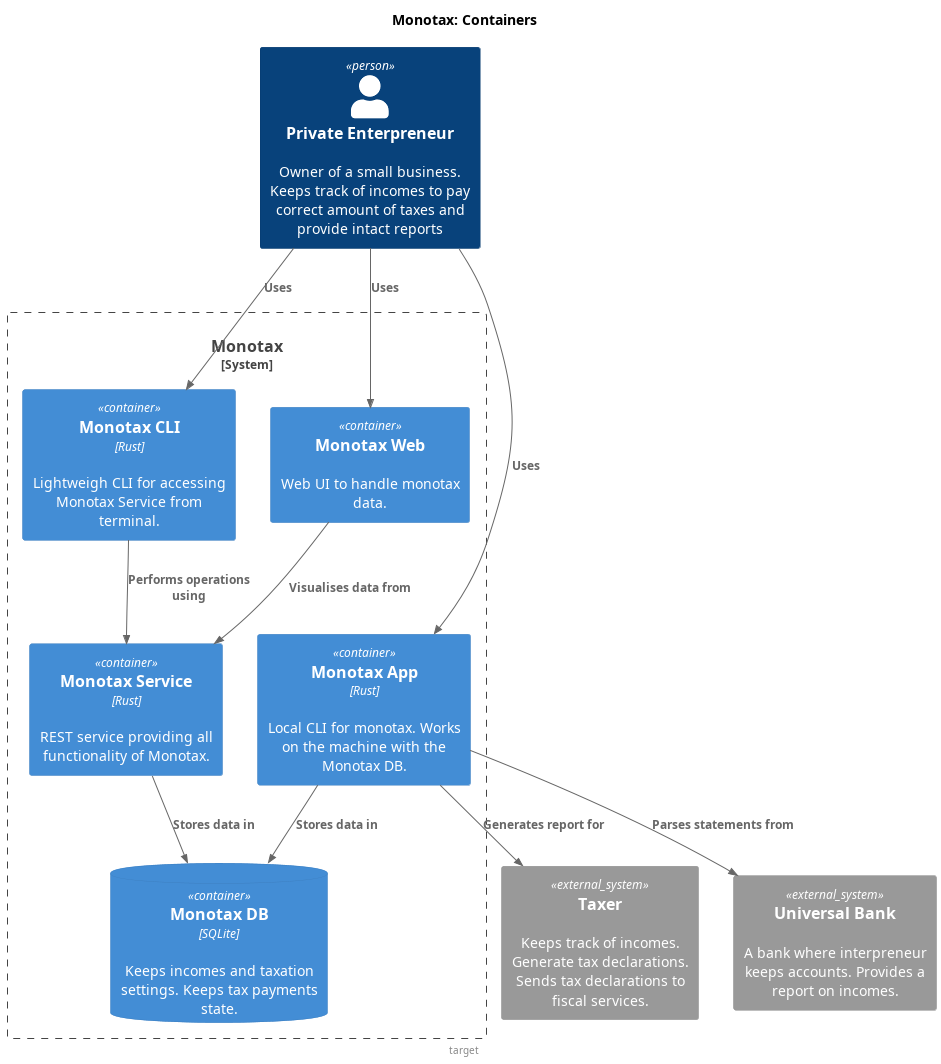 Monotax: Containers
«person»
Private Enterpreneur
Owner of a small business.
Keeps track of incomes to pay
correct amount of taxes and
provide intact reports
Uses
Uses
Uses
Monotax
[System]
«container»
Monotax CLI
[Rust]
Lightweigh CLI for accessing
Monotax Service from
terminal.
«container»
Monotax Web
Web UI to handle monotax
data.
Performs operations
using
Visualises data from
«container»
Monotax Service
[Rust]
REST service providing all
functionality of Monotax.
«container»
Monotax App
[Rust]
Local CLI for monotax. Works
on the machine with the
Monotax DB.
Stores data in
Stores data in
Generates report for
Parses statements from
«container»
Monotax DB
[SQLite]
Keeps incomes and taxation
settings. Keeps tax payments
state.
«external_system»
Taxer
Keeps track of incomes.
Generate tax declarations.
Sends tax declarations to
fiscal services.
«external_system»
Universal Bank
A bank where interpreneur
keeps accounts. Provides a
report on incomes.
target